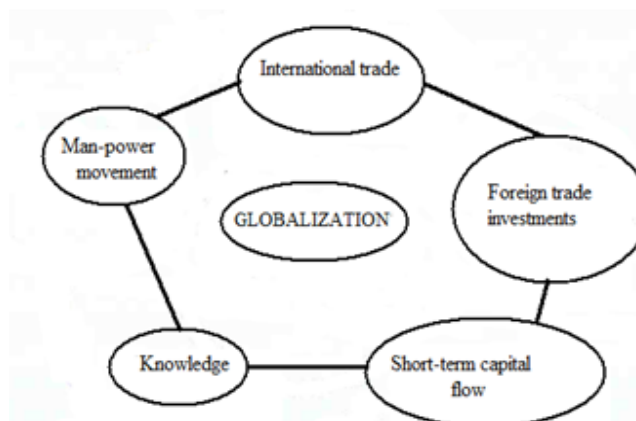 International trade
Man-power
movement
Foreign trade
investments
GLOBALIZATION
Knowledge
Short-term capital
flow